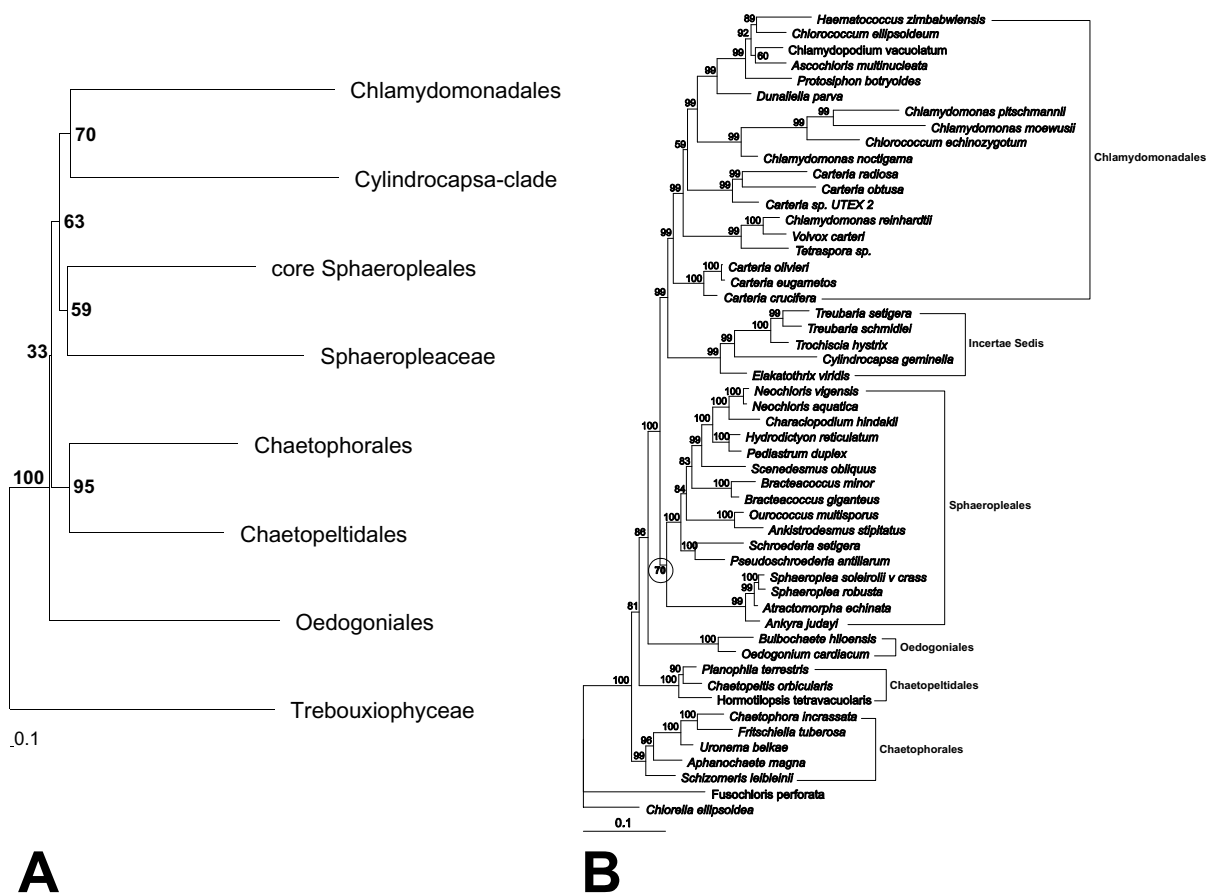 Chlamydomonadales
70
Cylindrocapsa-clade
63
core Sphaeropleales
59
Sphaeropleaceae
33
Chaetophorales
100
95
Chaetopeltidales
Oedogoniales
Trebouxiophyceae
0.1
A
89
Haematococcus zimbabwiensis
92
Chlorococcum ellipsoideum
99
Chlamydopodium vacuolatum
60
Ascochloris multinucleata
99
Protosiphon botryoides
Dunaliella parva
99
99
Chlamydomonas pitschmannii
99
Chlamydomonas moewusii
99
Chlorococcum echinozygotum
59
Chlamydomonas noctigama
Chlamydomonadales
99
Carteria radiosa
99
Carteria obtusa
99
Carteria sp. UTEX 2
100
Chlamydomonas reinhardtii
99
Volvox carteri
99
Tetraspora sp.
100
Carteria olivieri
100
Carteria eugametos
99
Carteria crucifera
99
Treubaria setigera
100
Treubaria schmidlei
99
Trochiscia hystrix
Incertae Sedis
99
Cylindrocapsa geminella
Elakatothrix viridis
100
Neochloris vigensis
100
Neochloris aquatica
100
Characiopodium hindakii
100
100
Hydrodictyon reticulatum
99
Pediastrum duplex
83
Scenedesmus obliquus
100
Bracteacoccus minor
84
Bracteacoccus giganteus
Sphaeropleales
100
100
Ourococcus multisporus
Ankistrodesmus stipitatus
86
100
Schroederia setigera
Pseudoschroederia antillarum
70
100
Sphaeroplea soleirolii v crass
99
Sphaeroplea robusta
99
Atractomorpha echinata
81
Ankyra judayi
100
Bulbochaete hiloensis
Oedogoniales
Oedogonium cardiacum
90
Planophila terrestris
100
100
Chaetopeltis orbicularis
Chaetopeltidales
Hormotilopsis tetravacuolaris
100
Chaetophora incrassata
100
Fritschiella tuberosa
96
Uronema belkae
Chaetophorales
99
Aphanochaete magna
Schizomeris leibleinii
Fusochloris perforata
Chlorella ellipsoidea
0.1
B